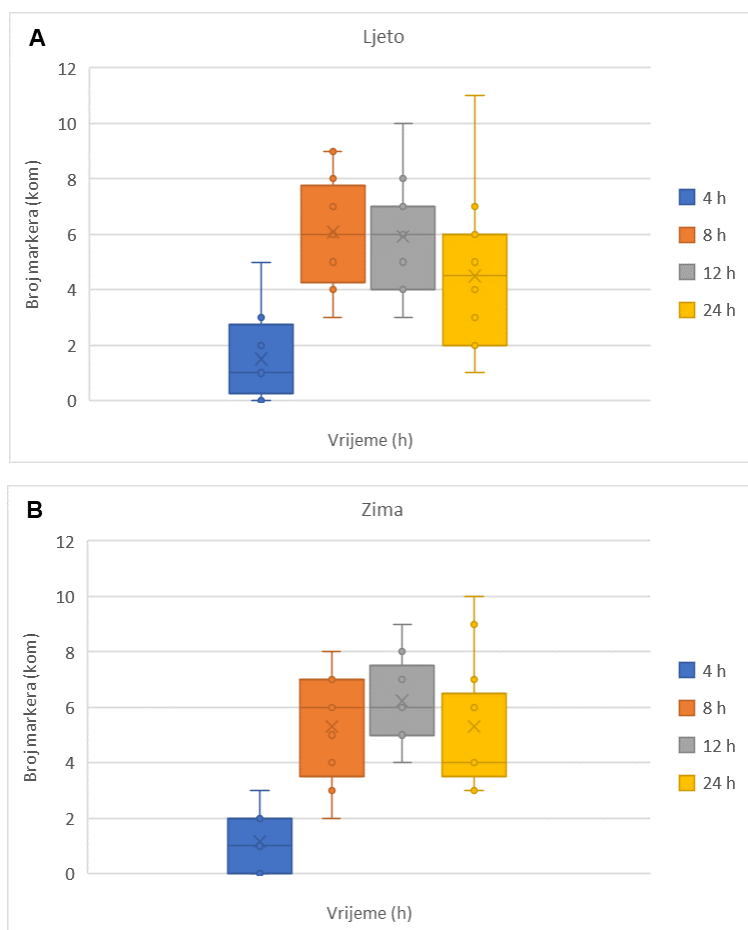 A
Ljeto
12
10
8
6
4
2
0
Broj markera (kom)
Vrijeme (h)
4 h
8 h
12 h
24 h
B
Zima
12
10
8
6
4
2
0
Broj markera (kom)
Vrijeme (h)
4 h
8 h
12 h
24 h